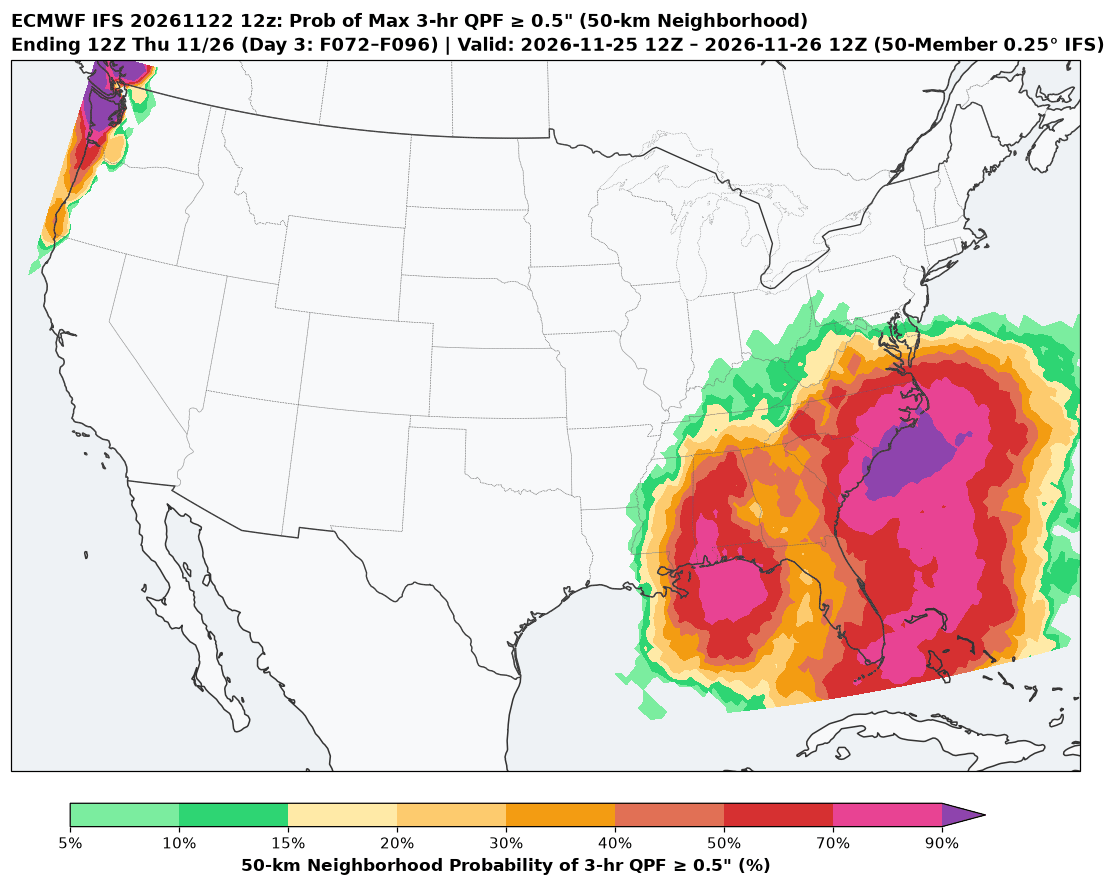 ECMWF IFS 20261122 12z: Prob of Max 3-hr QPF ≥ 0.5" (50-km Neighborhood)
Ending 12Z Thu 11/26 (Day 3: F072–F096) | Valid: 2026-11-25 12Z – 2026-11-26 12Z (50-Member 0.25° IFS)
5% 10% 15% 20% 30% 40% 50% 70% 90%
50-km Neighborhood Probability of 3-hr QPF ≥ 0.5" (%)